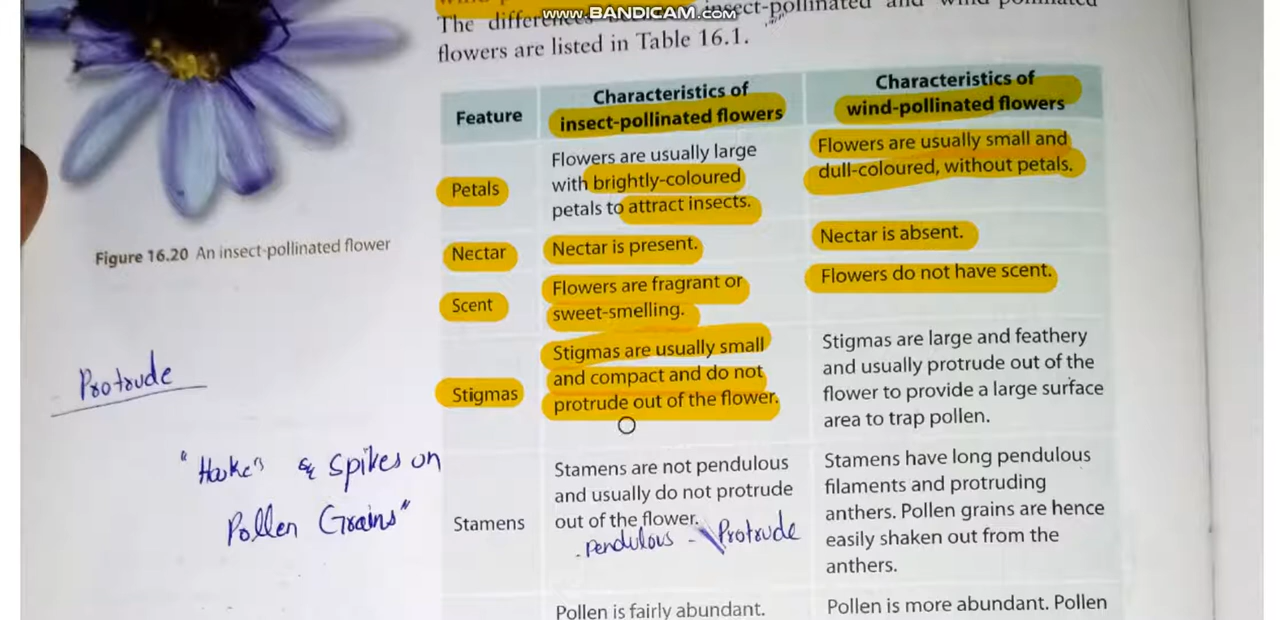 www.BANDICAM.com
The differences insect-pollinated and wind
flowers are listed in Table 16.1.
Feature
Characteristics of
insect-pollinated flowers
Characteristics of
wind-pollinated flowers
Petals
Flowers are usually large
with brightly-coloured
petals to attract insects.
Flowers are usually small and
dull-coloured, without petals.
Nectar
Nectar is present.
Nectar is absent.
Scent
Flowers are fragrant or
sweet-smelling.
Flowers do not have scent.
Stigmas
Stigmas are usually small
and compact and do not
protrude out of the flower.
Stigmas are large and feathery
and usually protrude out of the
flower to provide a large surface
area to trap pollen.
Stamens
Stamens are not pendulous
and usually do not protrude
out of the flower.
- Pendulous - Protrude
Stamens have long pendulous
filaments and protruding
anthers. Pollen grains are hence
easily shaken out from the
anthers.
Pollen is fairly abundant.
Pollen is more abundant. Pollen
Figure 16.20 An insect-pollinated flower
Protrude
"Hooke's & Spikes on
Pollen Grains"